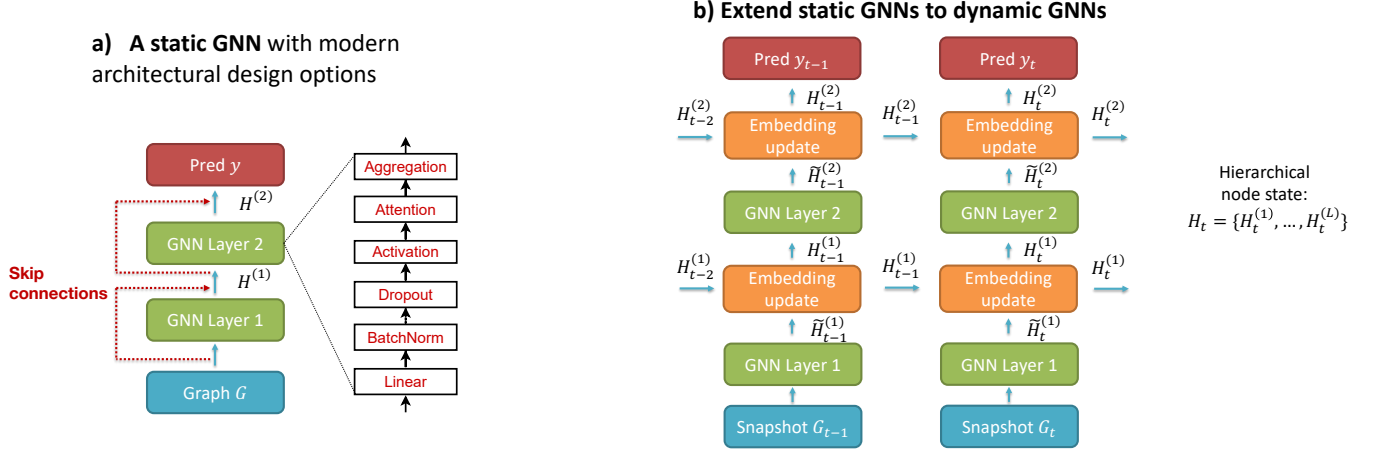 a) A static GNN with modern
architectural design options
Pred y
H^(2)
GNN Layer 2
Skip
connections
H^(1)
GNN Layer 1
Graph G
Aggregation
Attention
Activation
Dropout
BatchNorm
Linear
b) Extend static GNNs to dynamic GNNs
Pred y_{t-1}
H_{t-1}^{(2)}
H_{t-2}^{(2)}
Embedding
update
H_{t-1}^{(2)}
H̃_{t-1}^{(2)}
GNN Layer 2
H_{t-1}^{(1)}
H_{t-2}^{(1)}
Embedding
update
H_{t-1}^{(1)}
H̃_{t-1}^{(1)}
GNN Layer 1
Snapshot G_{t-1}
Pred y_t
H_t^{(2)}
Embedding
update
H_t^{(2)}
H̃_t^{(2)}
GNN Layer 2
H_t^{(1)}
Embedding
update
H_t^{(1)}
H̃_t^{(1)}
GNN Layer 1
Snapshot G_t
Hierarchical
node state:
H_t = {H_t^{(1)}, … , H_t^{(L)}}